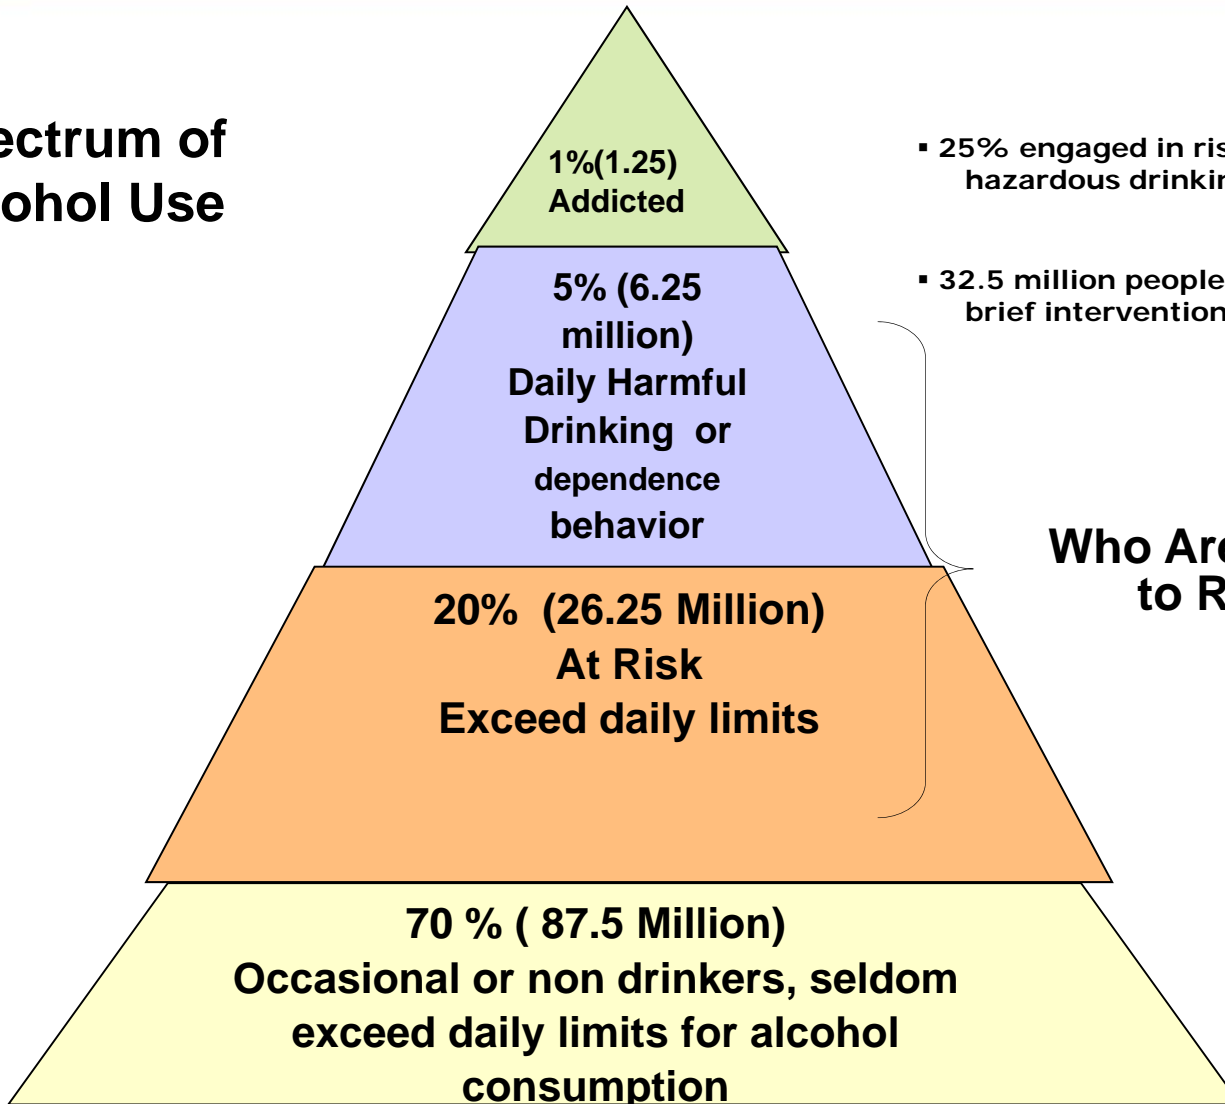 ectrum of
ohol Use
1%(1.25)
Addicted
5% (6.25
million)
Daily Harmful
Drinking or
dependence
behavior
20% (26.25 Million)
At Risk
Exceed daily limits
70 % ( 87.5 Million)
Occasional or non drinkers, seldom
exceed daily limits for alcohol
consumption
▪ 25% engaged in ris
hazardous drinkin
▪ 32.5 million people
brief intervention
Who Are
to R